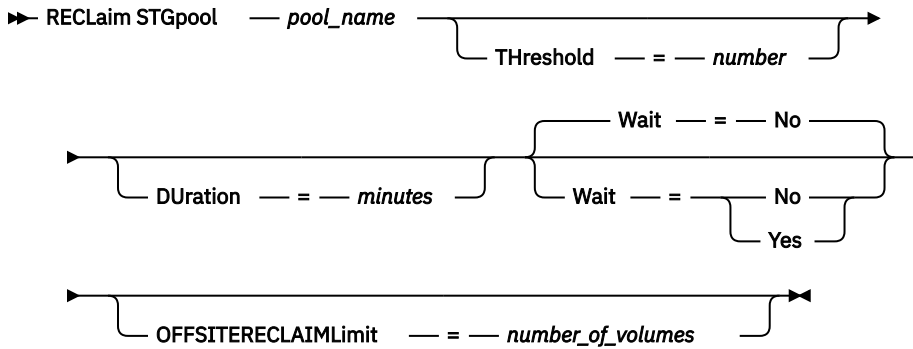 RECLaim STGpool pool_name
THreshold = number
Wait = No
DUration = minutes Wait = No
Yes
OFFSITERECLAIMLimit = number_of_volumes